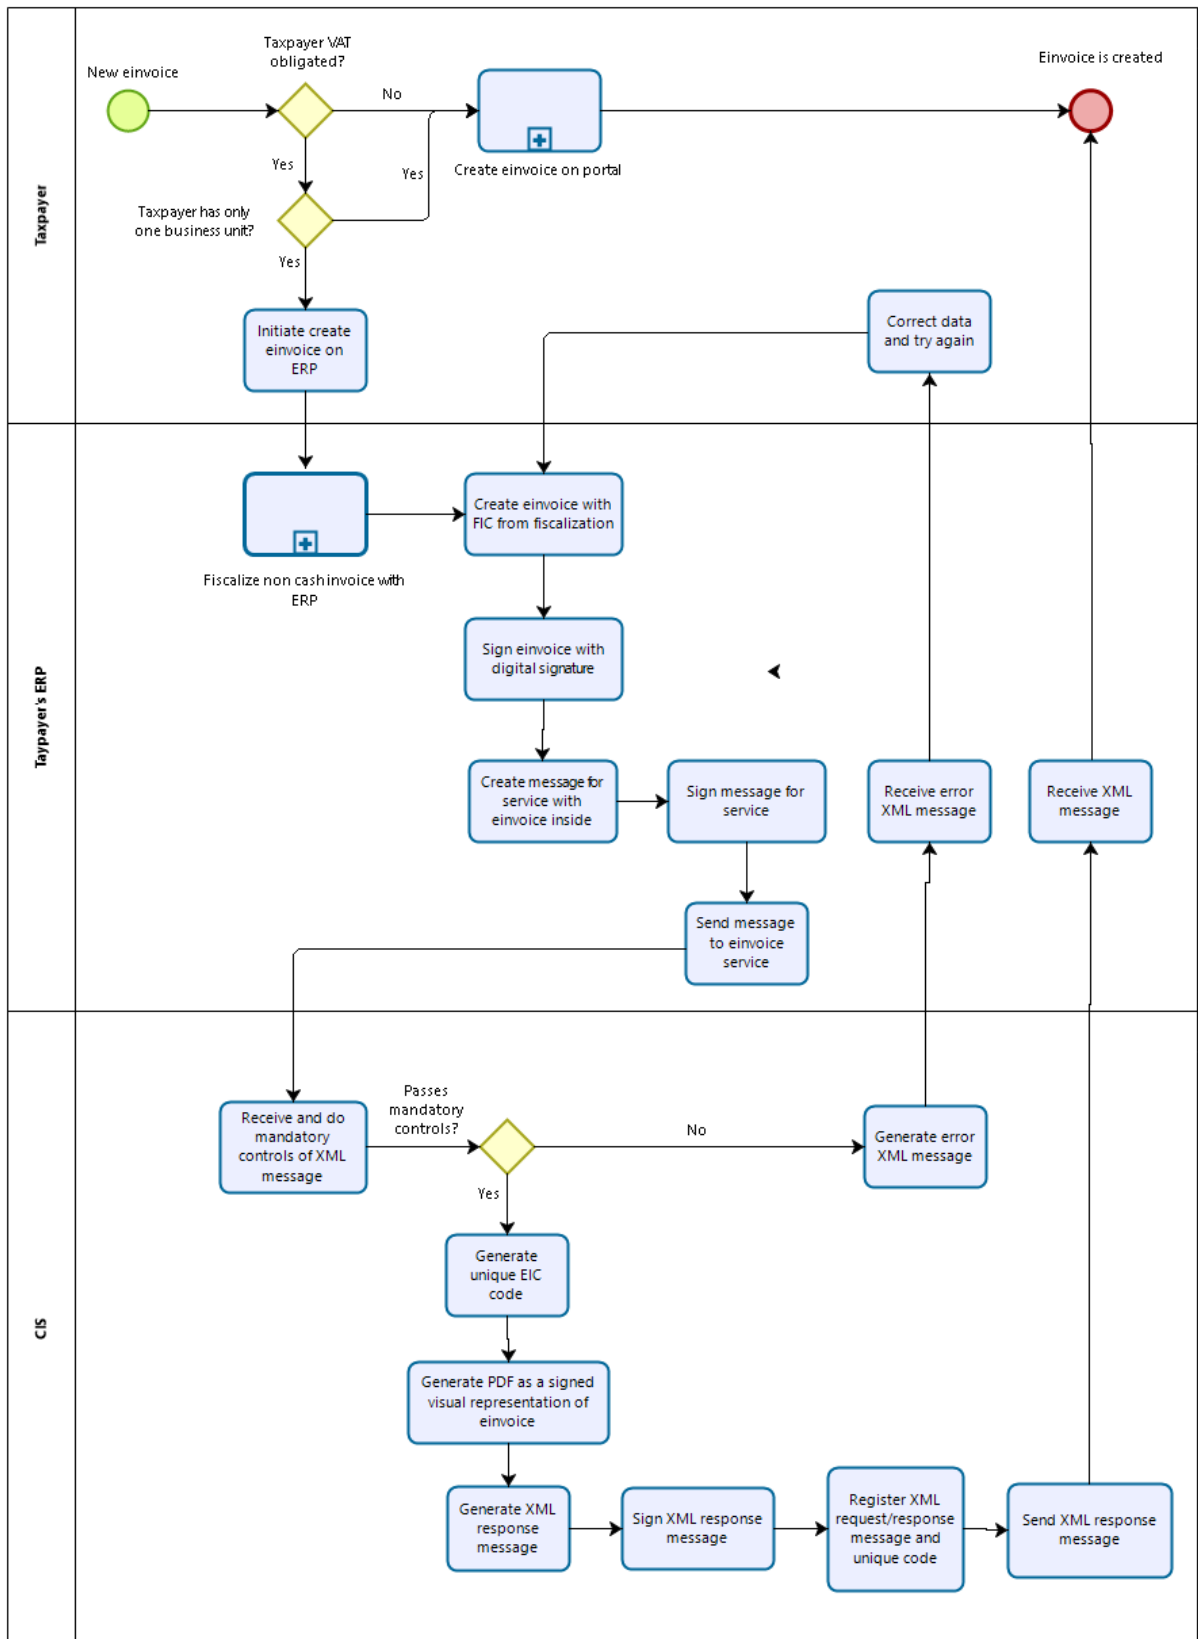 Taxpayer
New einvoice
Taxpayer VAT
obligated?
No
Yes
Create einvoice on portal
Einvoice is created
Yes
Taxpayer has only
one business unit?
Yes
Initiate create
einvoice on
ERP
Correct data
and try again
Taypayer's ERP
Fiscalize non cash invoice with
ERP
Create einvoice with
FIC from fiscalization
Sign einvoice with
digital signature
Create message for
service with
einvoice inside
Sign message for
service
Receive error
XML message
Receive XML
message
Send message
to einvoice
service
CIS
Receive and do
mandatory
controls of XML
message
Passes
mandatory
controls?
No
Generate error
XML message
Yes
Generate
unique EIC
code
Generate PDF as a signed
visual representation of
einvoice
Generate XML
response
message
Sign XML response
message
Register XML
request/response
message and
unique code
Send XML response
message